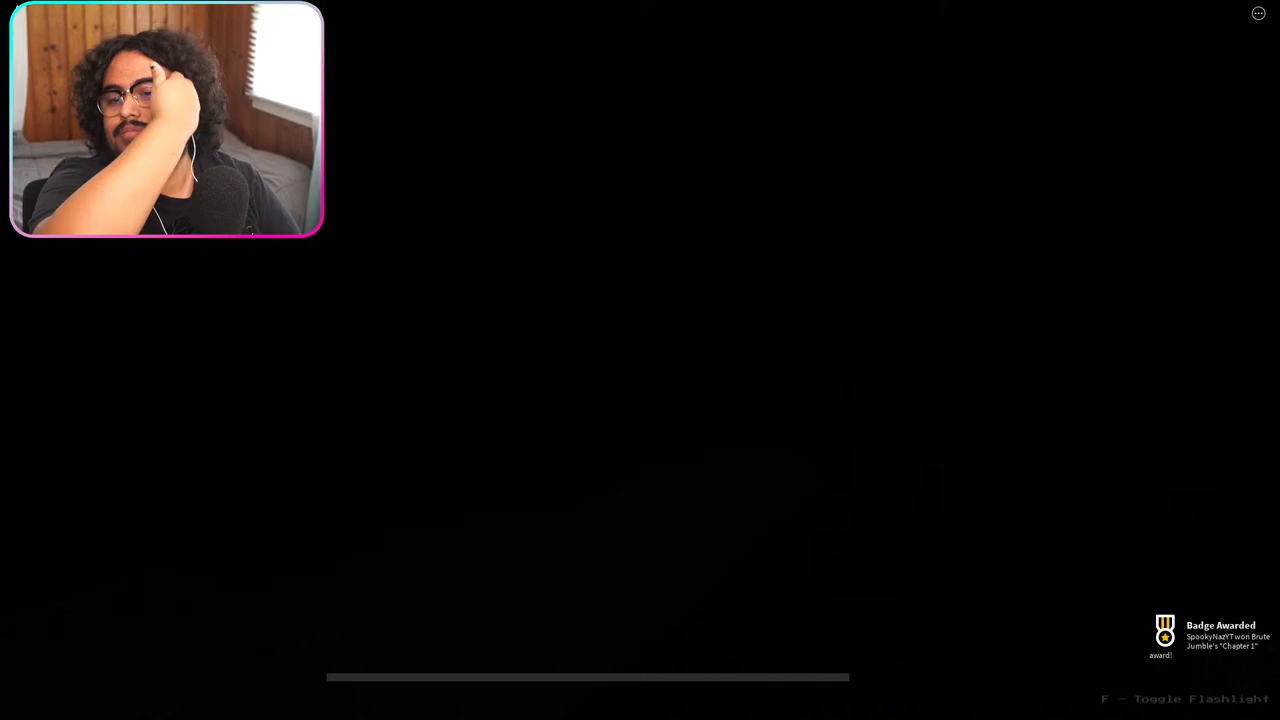 Badge Awarded
SpookyNazYT won Brute
Jumble's "Chapter 1"
award!
F - Toggle Flashlight